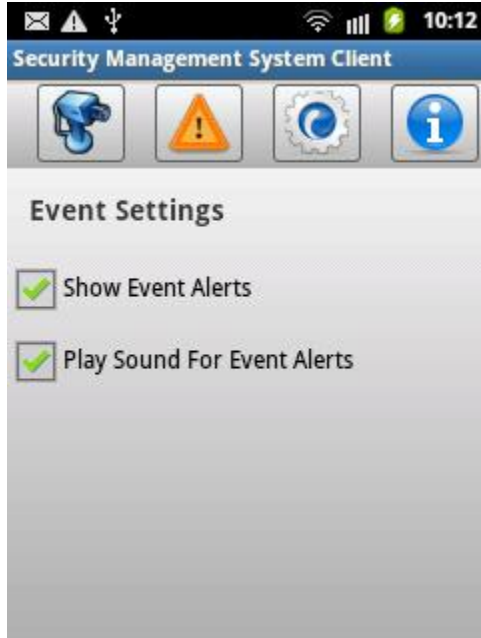 10:12
Security Management System Client
Event Settings
Show Event Alerts
Play Sound For Event Alerts